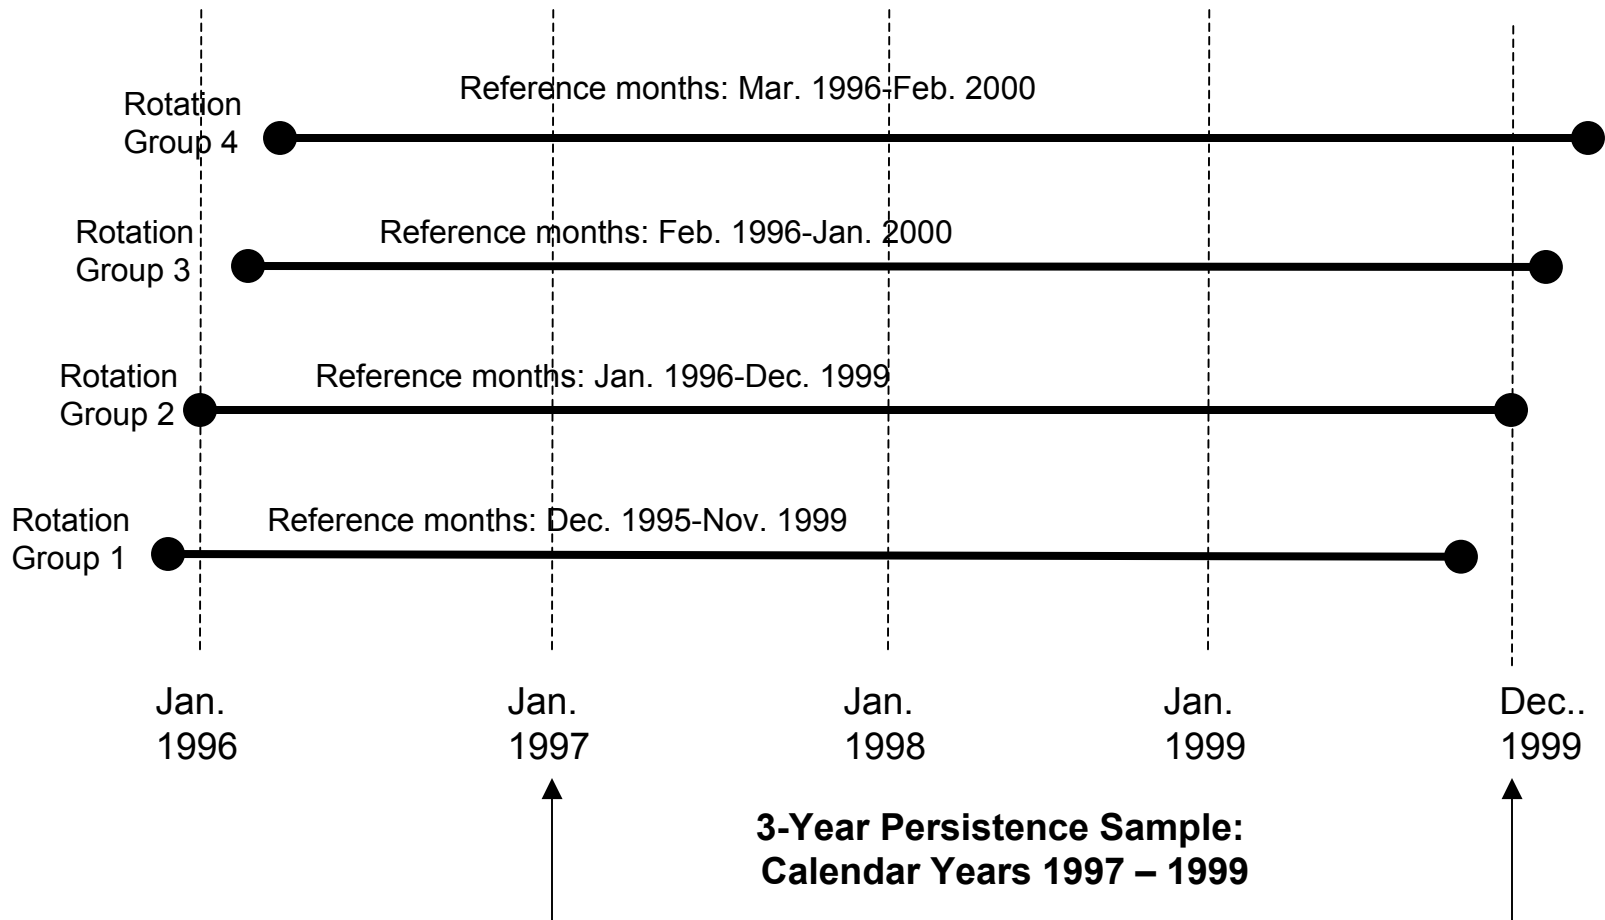 Reference months: Mar. 1996-Feb. 2000
Rotation
Group 4
Rotation
Group 3
Reference months: Feb. 1996-Jan. 2000
Rotation
Group 2
Reference months: Jan. 1996-Dec. 1999
Rotation
Group 1
Reference months: Dec. 1995-Nov. 1999
Jan.
1996
Jan.
1997
Jan.
1998
Jan.
1999
Dec..
1999
3-Year Persistence Sample:
Calendar Years 1997 – 1999